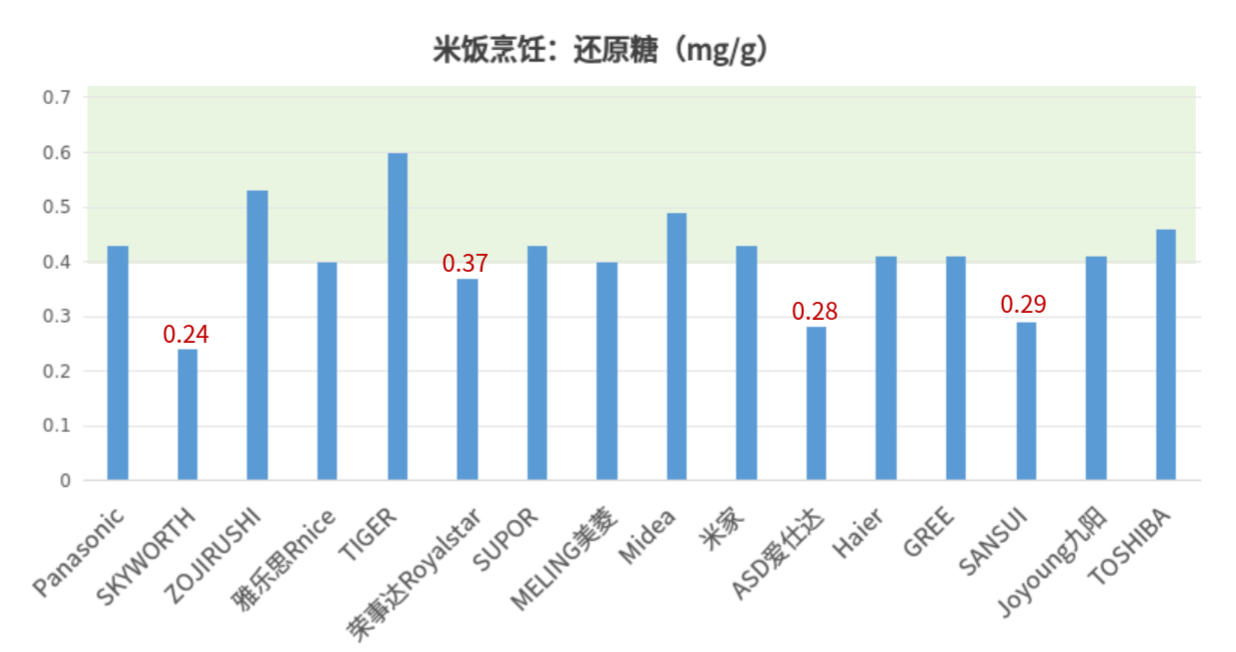 米饭烹饪：还原糖（mg/g）
0.7
0.6
0.5
0.4
0.3
0.2
0.1
0
0.24
0.37
0.28
0.29
Panasonic
SKYWORTH
ZOJIRUSHI
雅乐思Rnice
TIGER
荣事达Royalstar
SUPOR
MELING美菱
Midea
米家
ASD爱仕达
Haier
GREE
SANSUI
Joyoung九阳
TOSHIBA